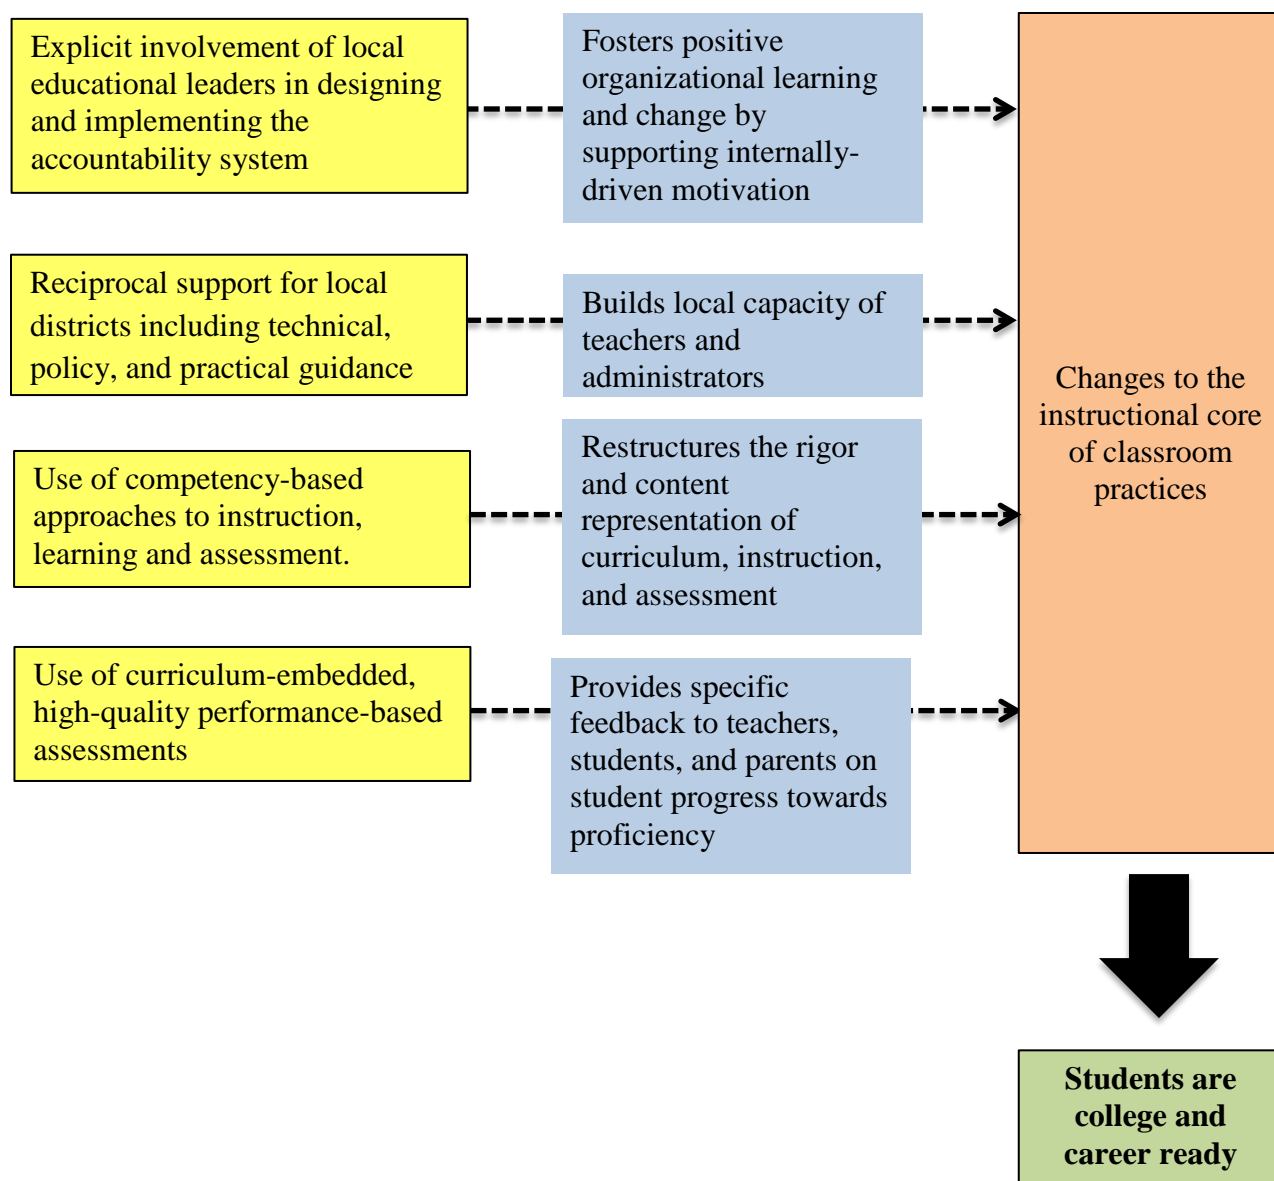 Explicit involvement of local
educational leaders in designing
and implementing the
accountability system
Fosters positive
organizational learning
and change by
supporting internally-
driven motivation
Reciprocal support for local
districts including technical,
policy, and practical guidance
Builds local capacity of
teachers and
administrators
Use of competency-based
approaches to instruction,
learning and assessment.
Restructures the rigor
and content
representation of
curriculum, instruction,
and assessment
Use of curriculum-embedded,
high-quality performance-based
assessments
Provides specific
feedback to teachers,
students, and parents on
student progress towards
proficiency
Changes to the
instructional core
of classroom
practices
Students are
college and
career ready